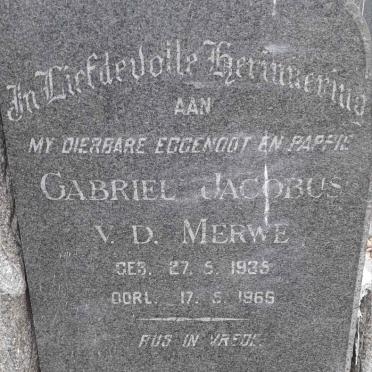 In Liefdevolle Herinnering
AAN
MY DIERBARE EGGENOOT EN PAPPIE
GABRIEL JACOBUS
V. D. MERWE
GEB. 27. 5. 1935
OORL. 17. 5. 1965
RUS IN VREDE.